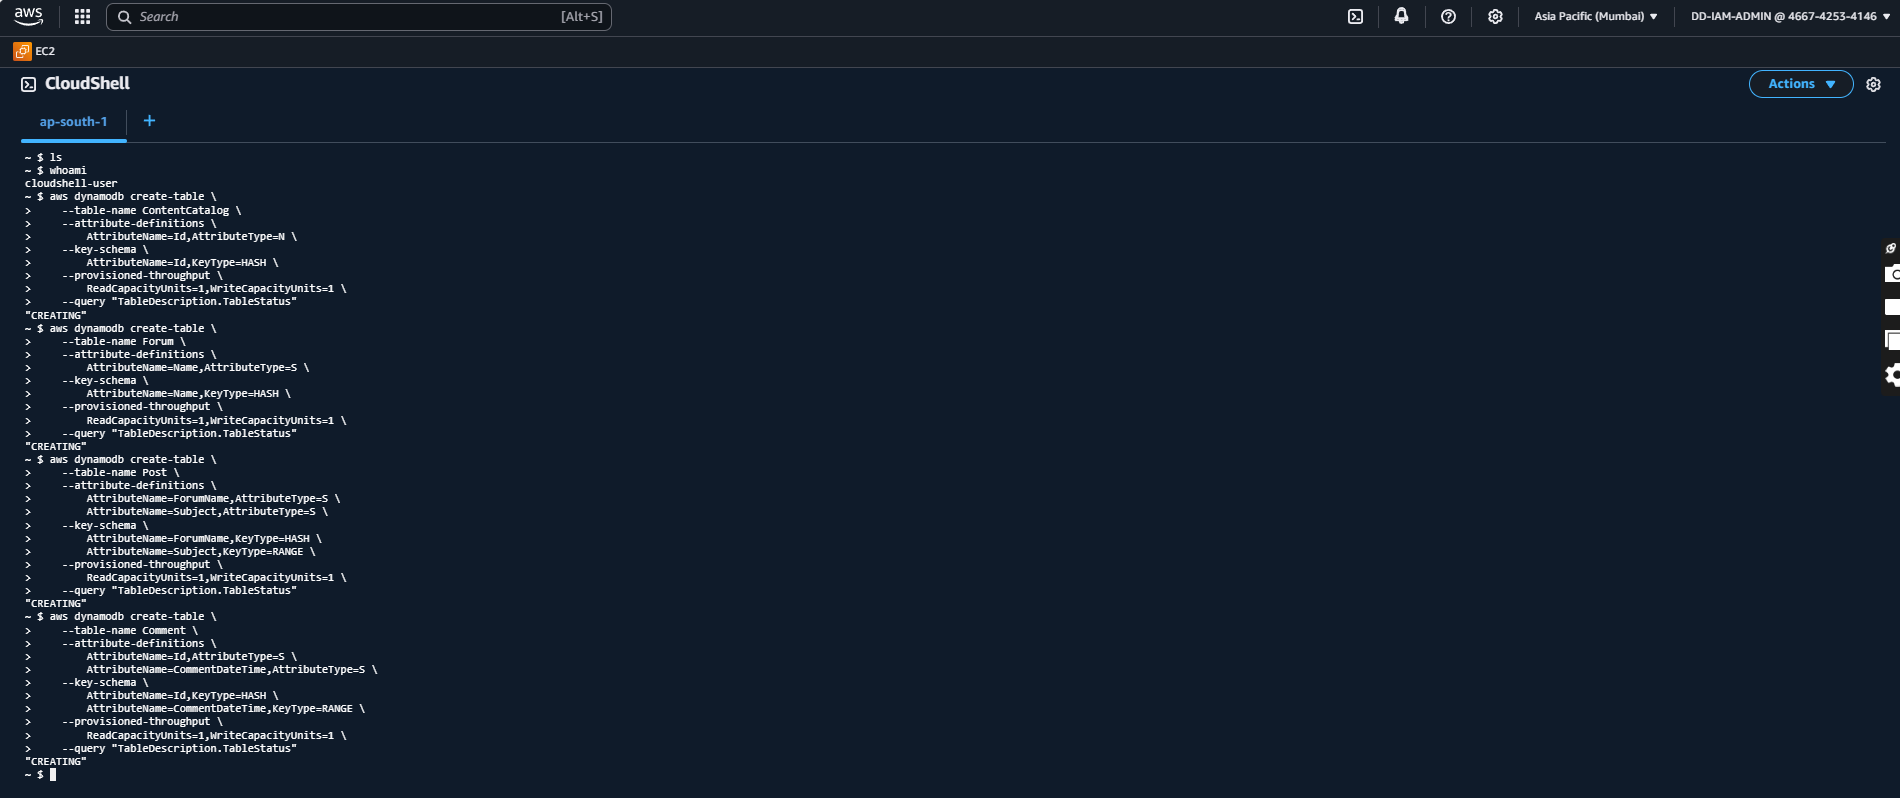 aws
Search [Alt+S]
Asia Pacific (Mumbai) ▼
DD-IAM-ADMIN @ 4667-4253-4146 ▼
EC2
CloudShell
Actions ▼
ap-south-1
+
~ $ ls
~ $ whoami
cloudshell-user
~ $ aws dynamodb create-table \
>     --table-name ContentCatalog \
>     --attribute-definitions \
>         AttributeName=Id,AttributeType=N \
>     --key-schema \
>         AttributeName=Id,KeyType=HASH \
>     --provisioned-throughput \
>         ReadCapacityUnits=1,WriteCapacityUnits=1 \
>     --query "TableDescription.TableStatus"
"CREATING"
~ $ aws dynamodb create-table \
>     --table-name Forum \
>     --attribute-definitions \
>         AttributeName=Name,AttributeType=S \
>     --key-schema \
>         AttributeName=Name,KeyType=HASH \
>     --provisioned-throughput \
>         ReadCapacityUnits=1,WriteCapacityUnits=1 \
>     --query "TableDescription.TableStatus"
"CREATING"
~ $ aws dynamodb create-table \
>     --table-name Post \
>     --attribute-definitions \
>         AttributeName=ForumName,AttributeType=S \
>         AttributeName=Subject,AttributeType=S \
>     --key-schema \
>         AttributeName=ForumName,KeyType=HASH \
>         AttributeName=Subject,KeyType=RANGE \
>     --provisioned-throughput \
>         ReadCapacityUnits=1,WriteCapacityUnits=1 \
>     --query "TableDescription.TableStatus"
"CREATING"
~ $ aws dynamodb create-table \
>     --table-name Comment \
>     --attribute-definitions \
>         AttributeName=Id,AttributeType=S \
>         AttributeName=CommentDateTime,AttributeType=S \
>     --key-schema \
>         AttributeName=Id,KeyType=HASH \
>         AttributeName=CommentDateTime,KeyType=RANGE \
>     --provisioned-throughput \
>         ReadCapacityUnits=1,WriteCapacityUnits=1 \
>     --query "TableDescription.TableStatus"
"CREATING"
~ $